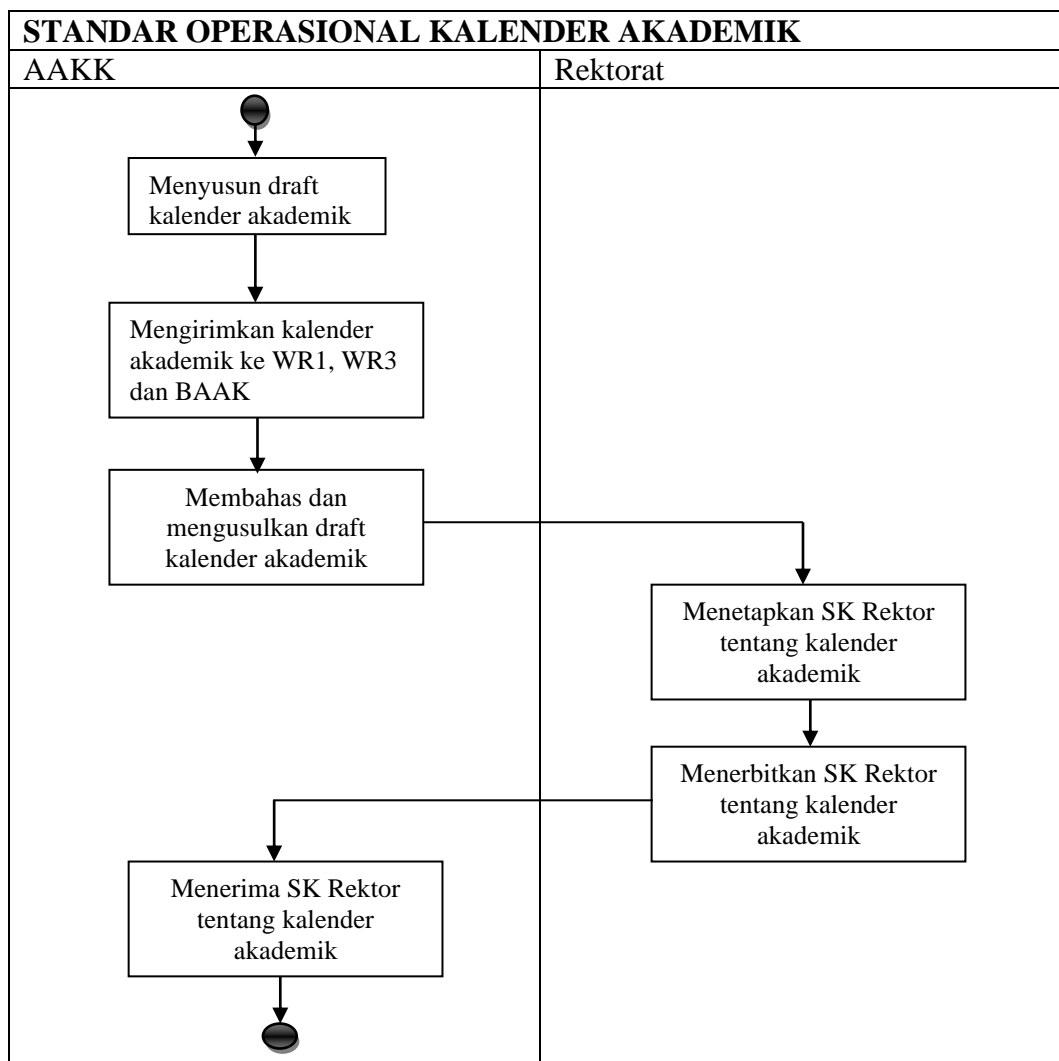 STANDAR OPERASIONAL KALENDER AKADEMIK
AAKK
Rektorat
Menyusun draft
kalender akademik
Mengirimkan kalender
akademik ke WR1, WR3
dan BAAK
Membahas dan
mengusulkan draft
kalender akademik
Menetapkan SK Rektor
tentang kalender
akademik
Menerbitkan SK Rektor
tentang kalender
akademik
Menerima SK Rektor
tentang kalender
akademik